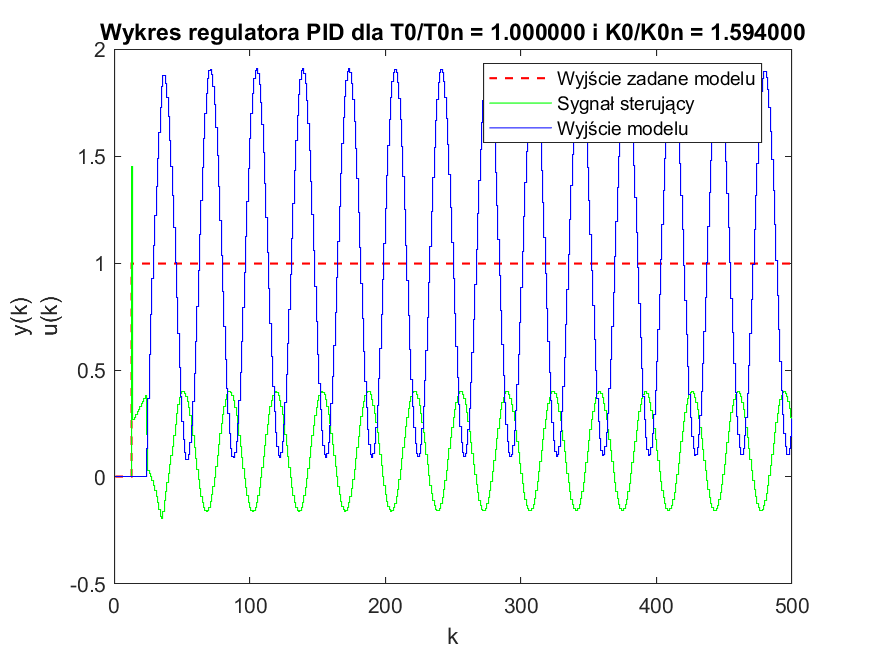 Wykres regulatora PID dla T0/T0n = 1.000000 i K0/K0n = 1.594000
2
1.5
1
0.5
0
-0.5
y(k)
u(k)
Wyjście zadane modelu
Sygnał sterujący
Wyjście modelu
0
100
200
300
400
500
k